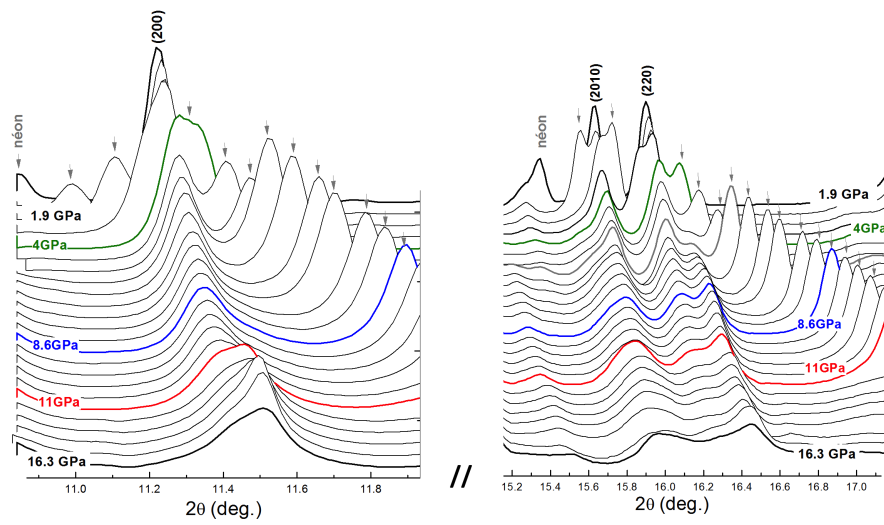 (200)
néon
1.9 GPa
4GPa
8.6GPa
11GPa
16.3 GPa
11.0 11.2 11.4 11.6 11.8
2θ (deg.)
//
(2010)
(220)
néon
1.9 GPa
4GPa
8.6GPa
11GPa
16.3 GPa
15.2 15.4 15.6 15.8 16.0 16.2 16.4 16.6 16.8 17.0
2θ (deg.)